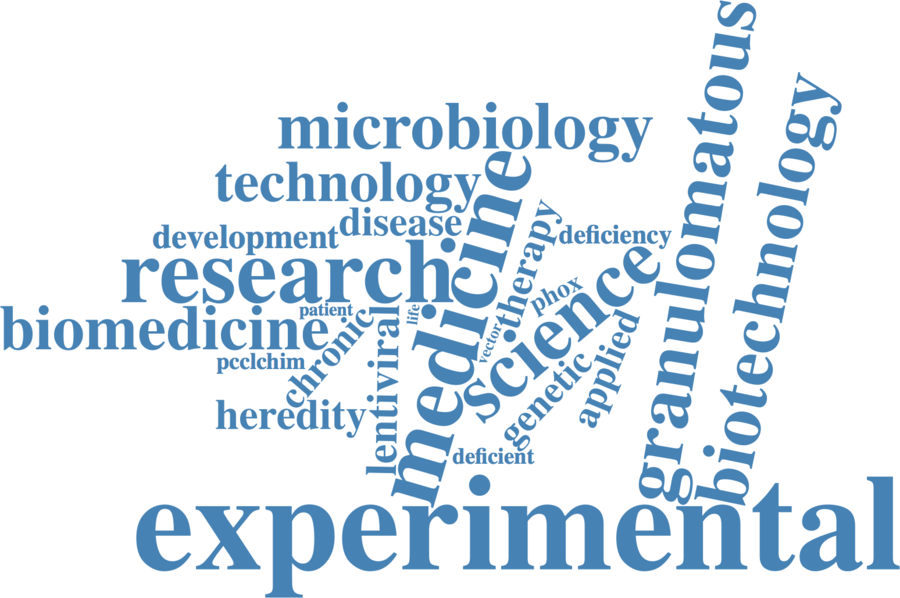 granulomatous
biotechnology
microbiology
medicine
technology
therapy
disease
development
deficiency
research
science
phox
patient
life
biomedicine
chronic
lentiviral
vector
applied
pcclchim
genetic
heredity
deficient
experimental